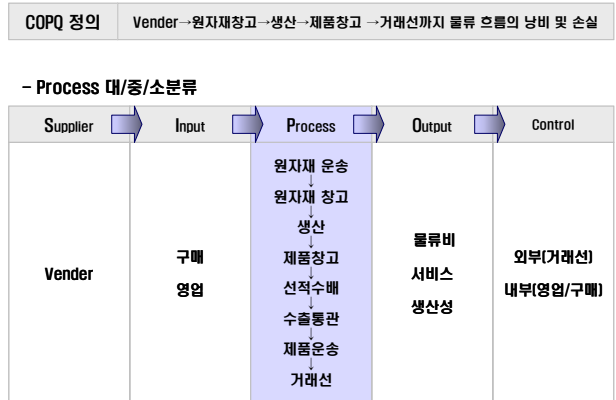 COPQ 정의
Vender→원자재창고→생산→제품창고 →거래선까지 물류 흐름의 낭비 및 손실
- Process 대/중/소분류
Supplier Input Process Output Control
Vender
구매
영업
원자재 운송
↓
원자재 창고
↓
생산
↓
제품창고
↓
선적수배
↓
수출통관
↓
제품운송
↓
거래선
물류비
서비스
생산성
외부(거래선)
내부(영업/구매)